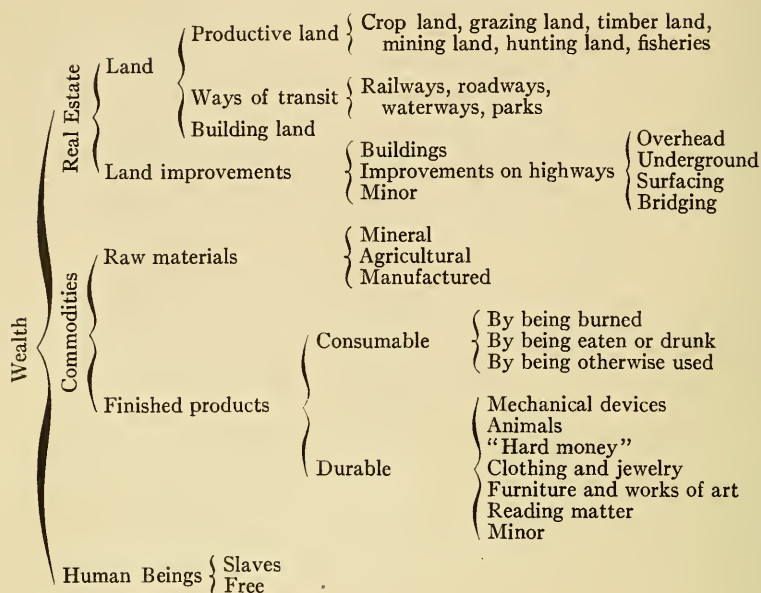 Wealth
Real Estate
Land
Productive land
Crop land, grazing land, timber land,
mining land, hunting land, fisheries
Ways of transit
Railways, roadways,
waterways, parks
Building land
Land improvements
Buildings
Improvements on highways
Minor
Overhead
Underground
Surfacing
Bridging
Commodities
Raw materials
Mineral
Agricultural
Manufactured
Finished products
Consumable
By being burned
By being eaten or drunk
By being otherwise used
Durable
Mechanical devices
Animals
"Hard money"
Clothing and jewelry
Furniture and works of art
Reading matter
Minor
Human Beings
Slaves
Free